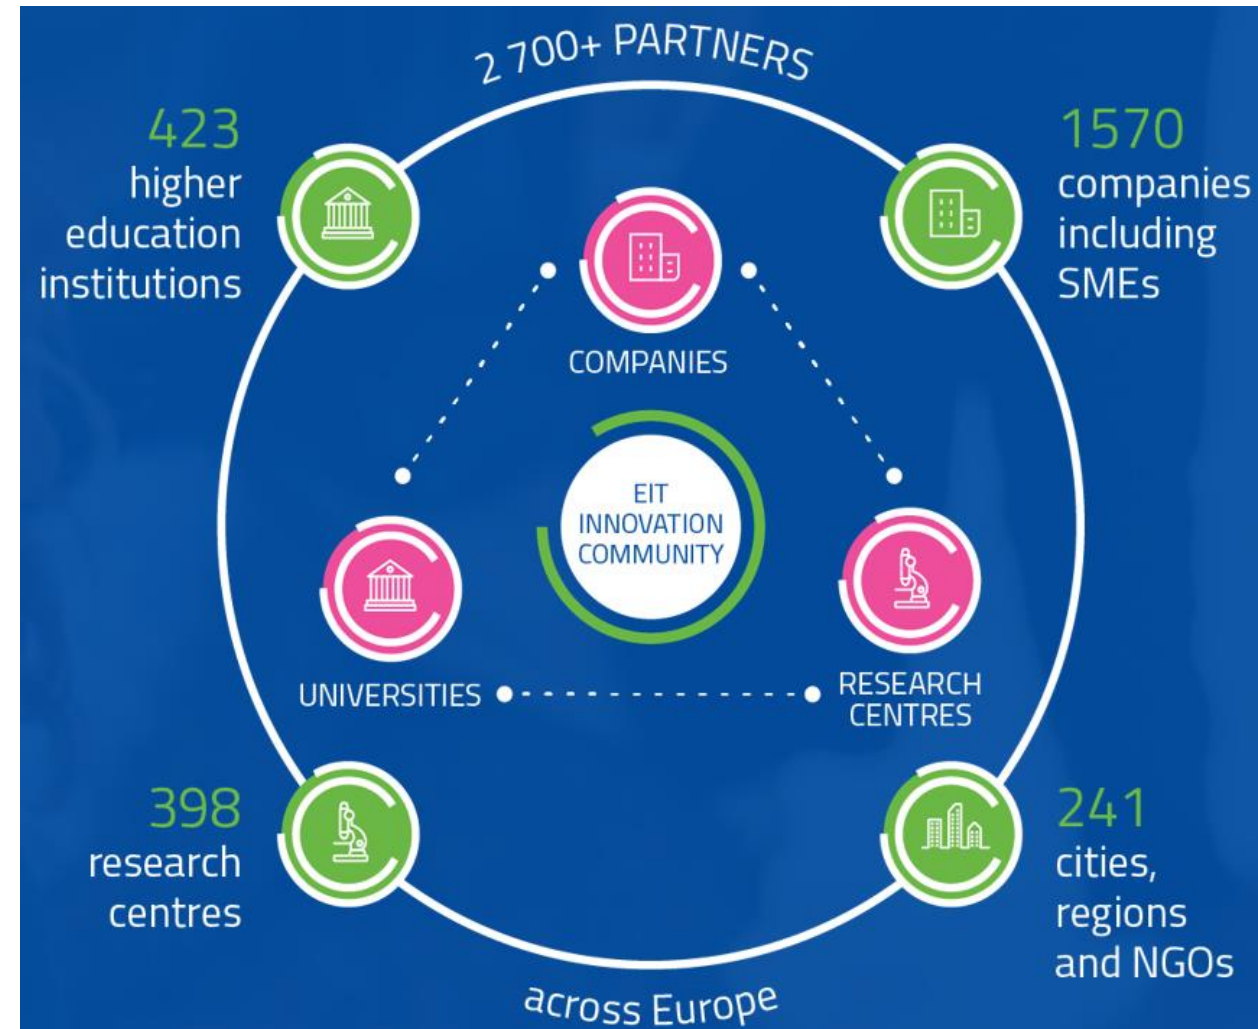 2 700+ PARTNERS
423
higher
education
institutions
1570
companies
including
SMEs
COMPANIES
EIT
INNOVATION
COMMUNITY
UNIVERSITIES
RESEARCH
CENTRES
398
research
centres
241
cities,
regions
and NGOs
across Europe